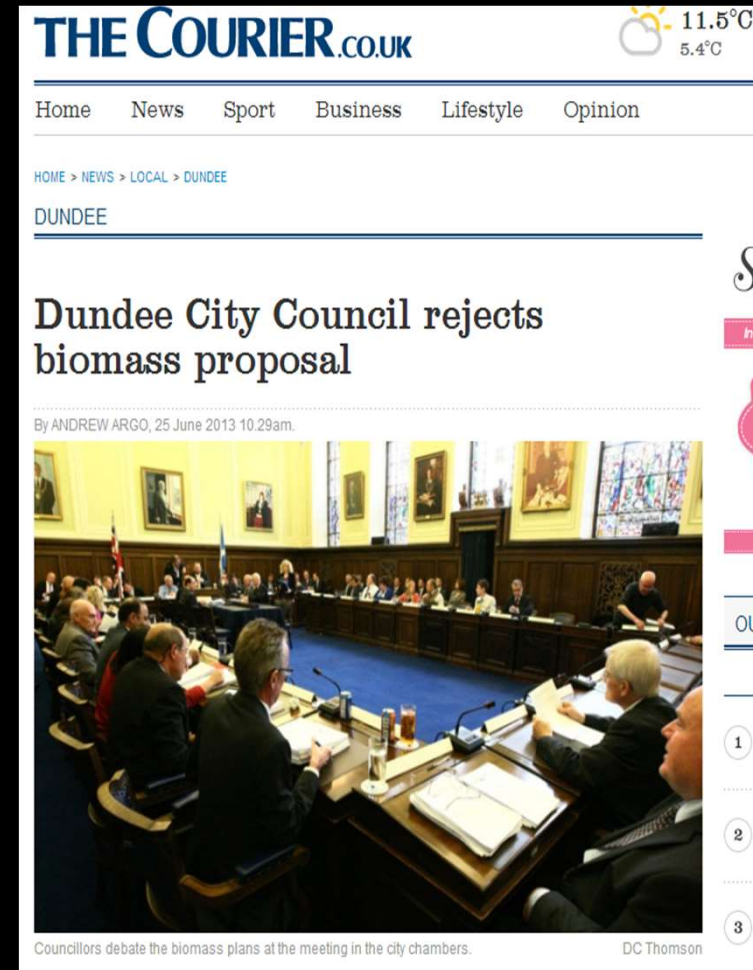 THE COURIER.CO.UK
11.5°C
5.4°C
Home News Sport Business Lifestyle Opinion
HOME > NEWS > LOCAL > DUNDEE
DUNDEE
Dundee City Council rejects
biomass proposal
By ANDREW ARGO, 25 June 2013 10.29am.
S
In
OU
1
2
3
Councillors debate the biomass plans at the meeting in the city chambers. DC Thomson